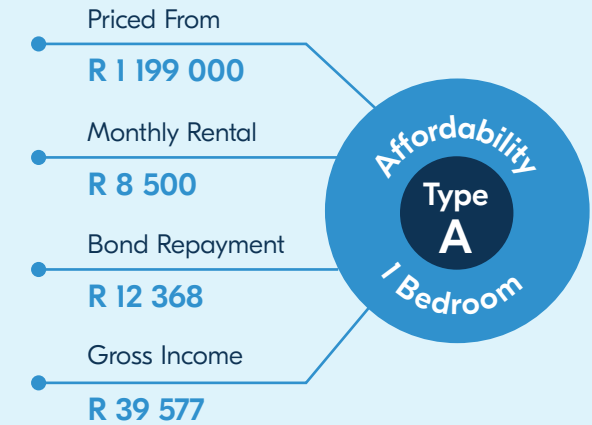 Priced From
R 1 199 000
Monthly Rental
R 8 500
Bond Repayment
R 12 368
Gross Income
R 39 577
Affordability
Type
A
1 Bedroom